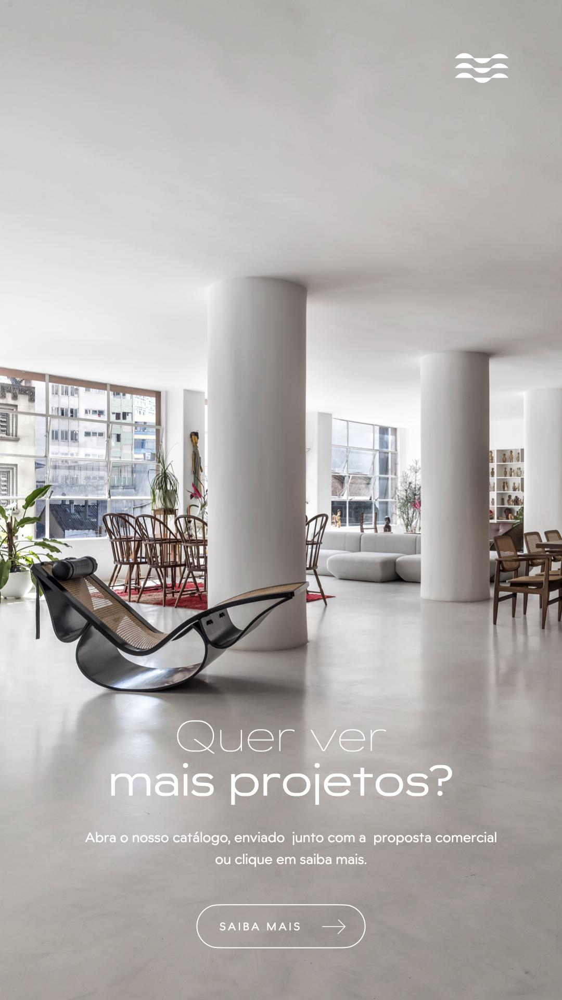 Quer ver
mais projetos?
Abra o nosso catálogo, enviado  junto com a  proposta comercial
ou clique em saiba mais.
SAIBA MAIS